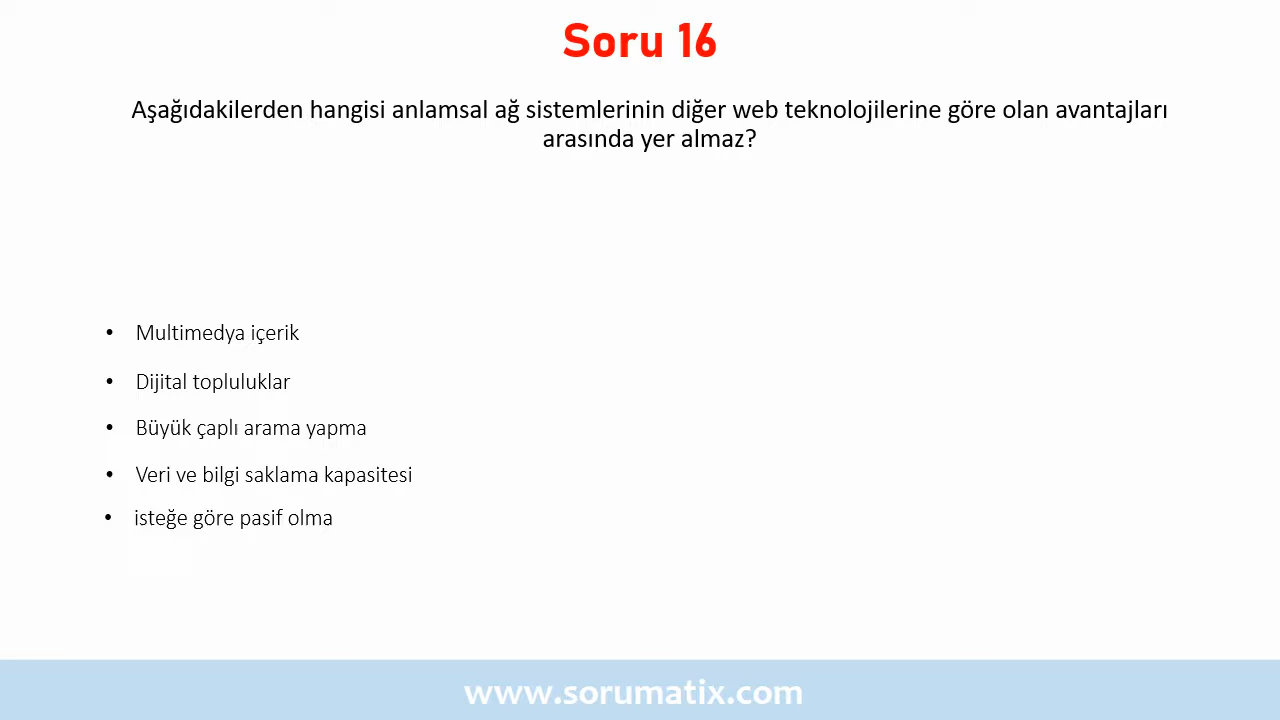 Soru 16
Aşağıdakilerden hangisi anlamsal ağ sistemlerinin diğer web teknolojilerine göre olan avantajları
arasında yer almaz?
• Multimedya içerik
• Dijital topluluklar
• Büyük çaplı arama yapma
• Veri ve bilgi saklama kapasitesi
• isteğe göre pasif olma
www.sorumatix.com